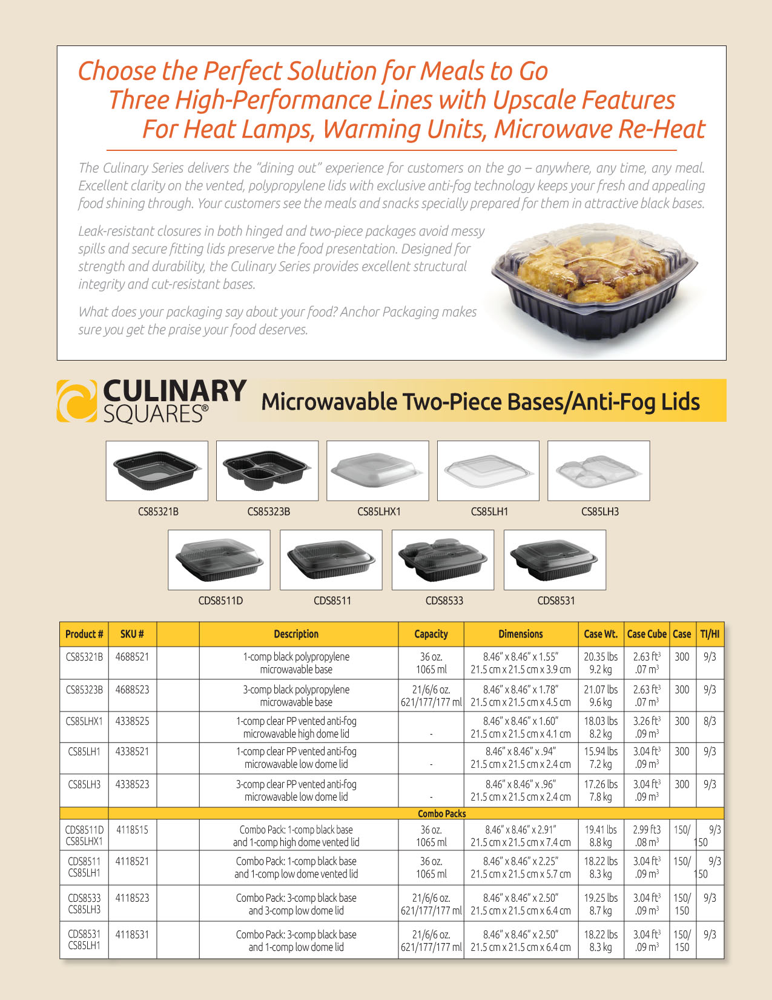 Choose the Perfect Solution for Meals to Go
Three High-Performance Lines with Upscale Features
For Heat Lamps, Warming Units, Microwave Re-Heat
The Culinary Series delivers the “dining out” experience for customers on the go – anywhere, any time, any meal.
Excellent clarity on the vented, polypropylene lids with exclusive anti-fog technology keeps your fresh and appealing
food shining through. Your customers see the meals and snacks specially prepared for them in attractive black bases.
Leak-resistant closures in both hinged and two-piece packages avoid messy
spills and secure fitting lids preserve the food presentation. Designed for
strength and durability, the Culinary Series provides excellent structural
integrity and cut-resistant bases.
What does your packaging say about your food? Anchor Packaging makes
sure you get the praise your food deserves.
CULINARY
SQUARES®
Microwavable Two-Piece Bases/Anti-Fog Lids
CS85321B CS85323B CS85LHX1 CS85LH1 CS85LH3
CDS8511D CDS8511 CDS8533 CDS8531
Product # SKU # Description Capacity Dimensions Case Wt. Case Cube Case TI/HI
CS85321B 4688521 1-comp black polypropylene 36 oz. 8.46” x 8.46” x 1.55” 20.35 lbs 2.63 ft³ 300 9/3
microwavable base 1065 ml 21.5 cm x 21.5 cm x 3.9 cm 9.2 kg .07 m³
CS85323B 4688523 3-comp black polypropylene 21/6/6 oz. 8.46” x 8.46” x 1.78” 21.07 lbs 2.63 ft³ 300 9/3
microwavable base 621/177/177 ml 21.5 cm x 21.5 cm x 4.5 cm 9.6 kg .07 m³
CS85LHX1 4338525 1-comp clear PP vented anti-fog 8.46” x 8.46” x 1.60” 18.03 lbs 3.26 ft³ 300 8/3
microwavable high dome lid - 21.5 cm x 21.5 cm x 4.1 cm 8.2 kg .09 m³
CS85LH1 4338521 1-comp clear PP vented anti-fog 8.46” x 8.46” x .94” 15.94 lbs 3.04 ft³ 300 9/3
microwavable low dome lid - 21.5 cm x 21.5 cm x 2.4 cm 7.2 kg .09 m³
CS85LH3 4338523 3-comp clear PP vented anti-fog 8.46” x 8.46” x .96” 17.26 lbs 3.04 ft³ 300 9/3
microwavable low dome lid - 21.5 cm x 21.5 cm x 2.4 cm 7.8 kg .09 m³
Combo Packs
CDS8511D 4118515 Combo Pack: 1-comp black base 36 oz. 8.46” x 8.46” x 2.91” 19.41 lbs 2.99 ft3 150/ 9/3
CS85LHX1 and 1-comp high dome vented lid 1065 ml 21.5 cm x 21.5 cm x 7.4 cm 8.8 kg .08 m³ 150
CDS8511 4118521 Combo Pack: 1-comp black base 36 oz. 8.46” x 8.46” x 2.25” 18.22 lbs 3.04 ft³ 150/ 9/3
CS85LH1 and 1-comp low dome vented lid 1065 ml 21.5 cm x 21.5 cm x 5.7 cm 8.3 kg .09 m³ 150
CDS8533 4118523 Combo Pack: 3-comp black base 21/6/6 oz. 8.46” x 8.46” x 2.50” 19.25 lbs 3.04 ft³ 150/ 9/3
CS85LH3 and 3-comp low dome lid 621/177/177 ml 21.5 cm x 21.5 cm x 6.4 cm 8.7 kg .09 m³ 150
CDS8531 4118531 Combo Pack: 3-comp black base 21/6/6 oz. 8.46” x 8.46” x 2.50” 18.22 lbs 3.04 ft³ 150/ 9/3
CS85LH1 and 1-comp low dome lid 621/177/177 ml 21.5 cm x 21.5 cm x 6.4 cm 8.3 kg .09 m³ 150